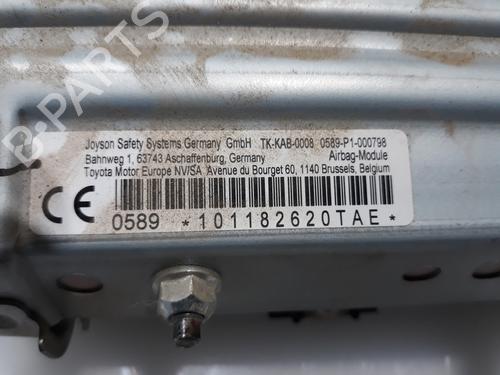 Joyson Safety Systems Germany GmbH TK-KAB-0008 0589-P1-000798
Bahnweg 1, 63743 Aschaffenburg, Germany Airbag-Module
Toyota Motor Europe NV/SA Avenue du Bourget 60, 1140 Brussels, Belgium
CE 0589 *101182620TAE*